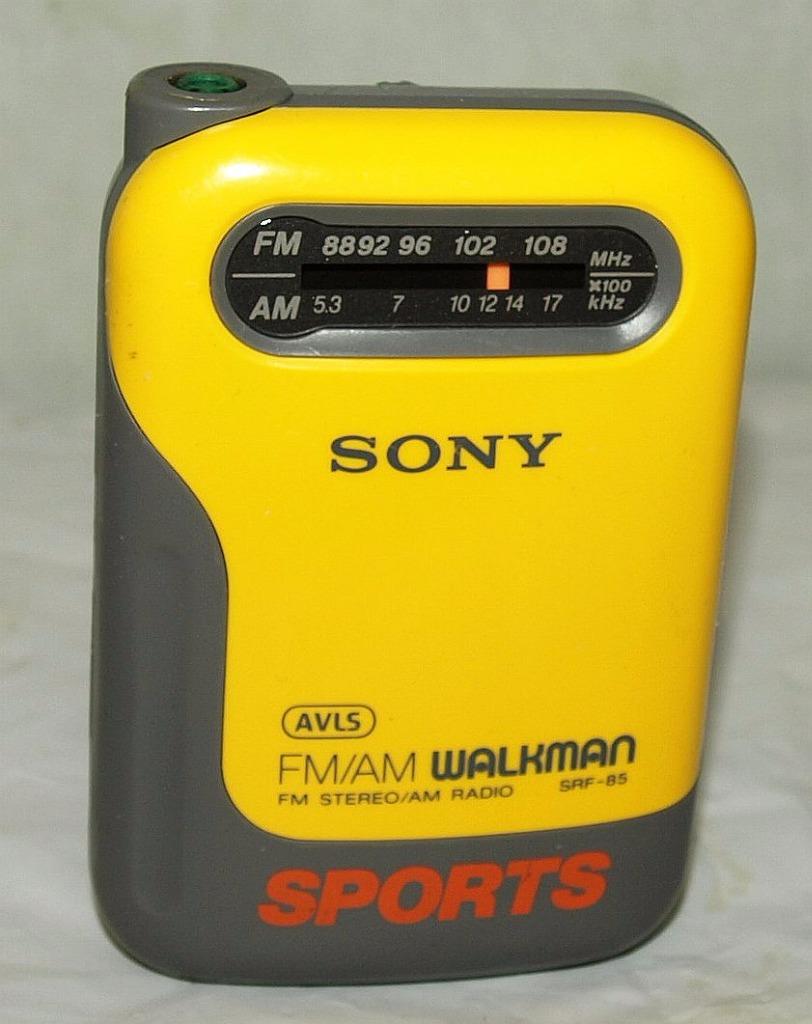 FM 88 92 96 102 108 MHz
AM 5.3 7 10 12 14 17 x100 kHz
SONY
AVLS
FM/AM WALKMAN
FM STEREO/AM RADIO SRF-85
SPORTS